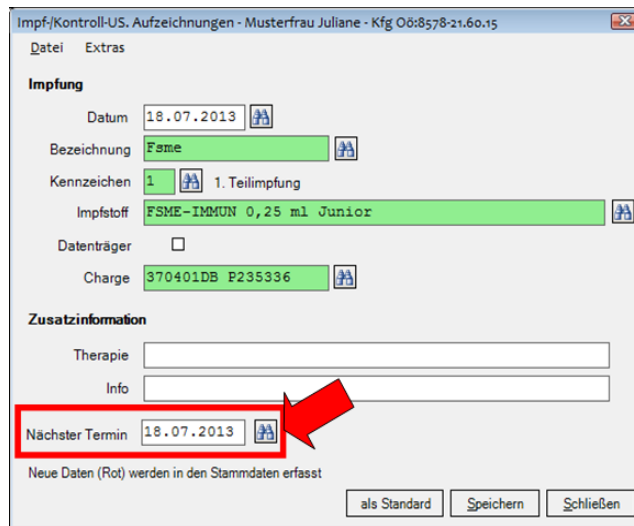 Impf-/Kontroll-US. Aufzeichnungen - Musterfrau Juliane - Kfg Oö:8578-21.60.15
Datei Extras
Impfung
Datum 18.07.2013
Bezeichnung Fsme
Kennzeichen 1 1. Teilimpfung
Impfstoff FSME-IMMUN 0,25 ml Junior
Datenträger
Charge 370401DB P235336
Zusatzinformation
Therapie
Info
Nächster Termin 18.07.2013
Neue Daten (Rot) werden in den Stammdaten erfasst
als Standard Speichern Schließen